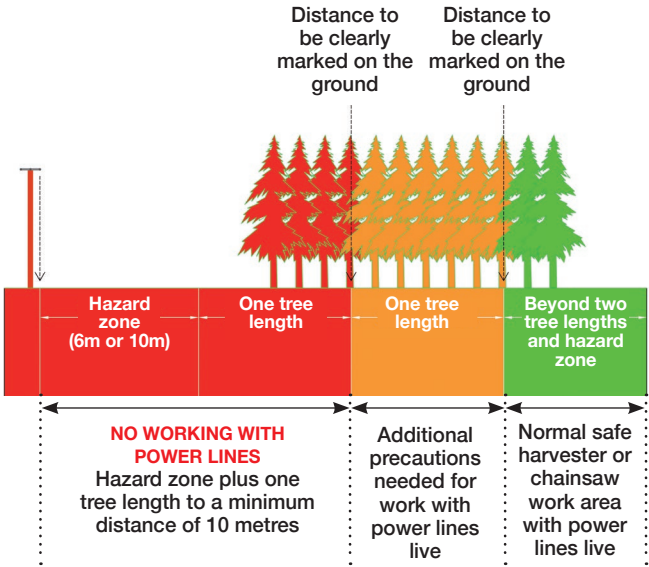 Distance to
be clearly
marked on the
ground
Distance to
be clearly
marked on the
ground
Hazard
zone
(6m or 10m)
One tree
length
One tree
length
Beyond two
tree lengths
and hazard
zone
NO WORKING WITH
POWER LINES
Hazard zone plus one
tree length to a minimum
distance of 10 metres
Additional
precautions
needed for
work with
power lines
live
Normal safe
harvester or
chainsaw
work area
with power
lines live